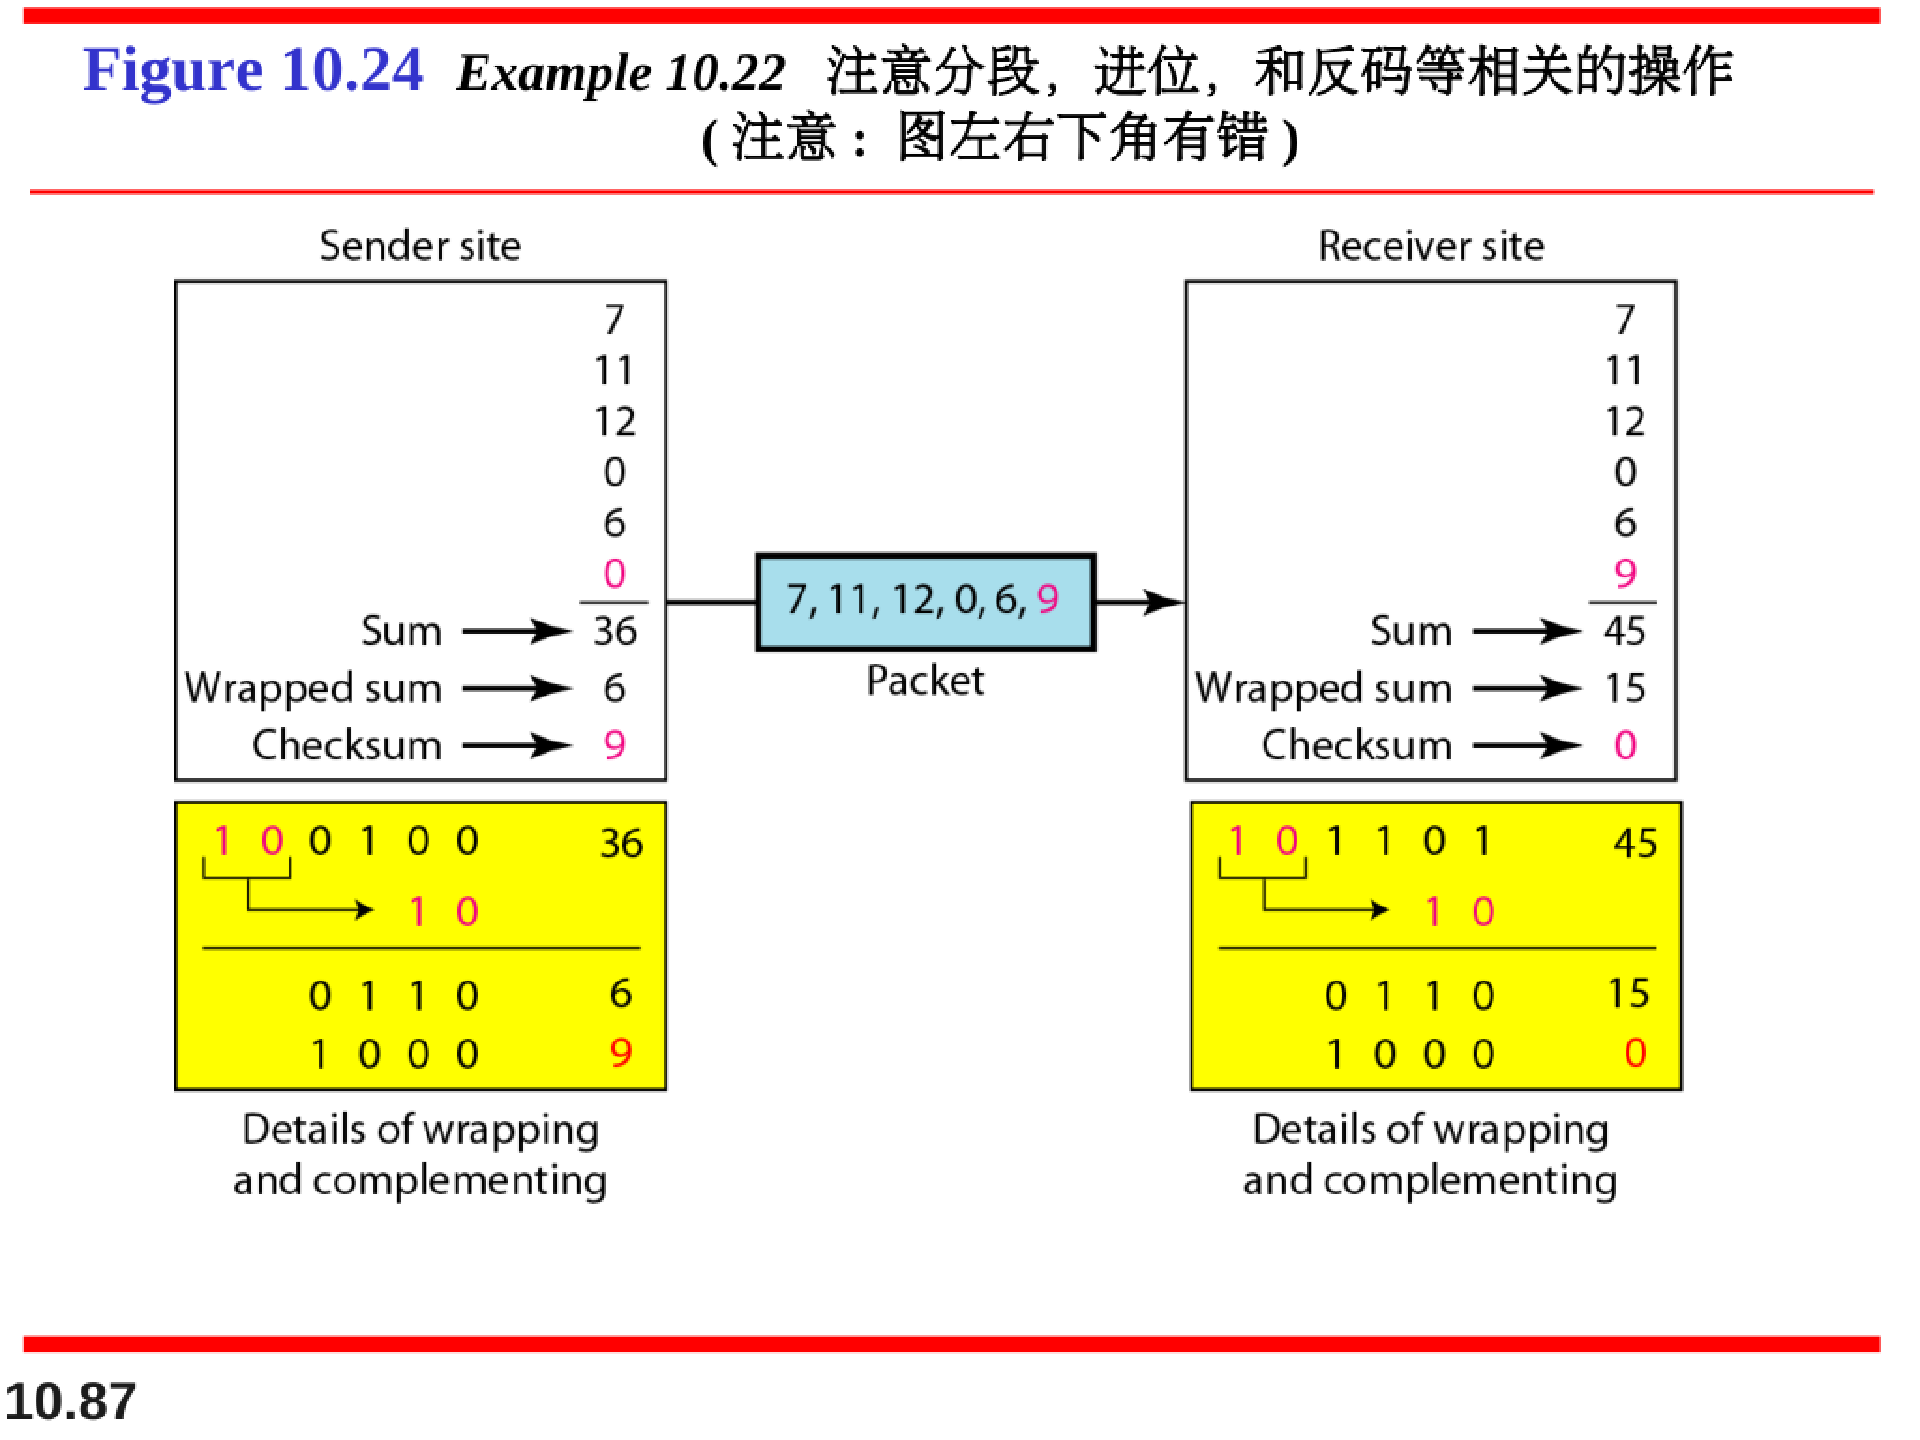 Figure 10.24 Example 10.22 注意分段，进位，和反码等相关的操作
( 注意： 图左右下角有错 )
Sender site
7
11
12
0
6
0
Sum 36
Wrapped sum 6
Checksum 9
7, 11, 12, 0, 6, 9
Packet
Receiver site
7
11
12
0
6
9
Sum 45
Wrapped sum 15
Checksum 0
1 0 0 1 0 0 36
1 0
0 1 1 0 6
1 0 0 0 9
Details of wrapping
and complementing
1 0 1 1 0 1 45
1 0
0 1 1 0 15
1 0 0 0 0
Details of wrapping
and complementing
10.87